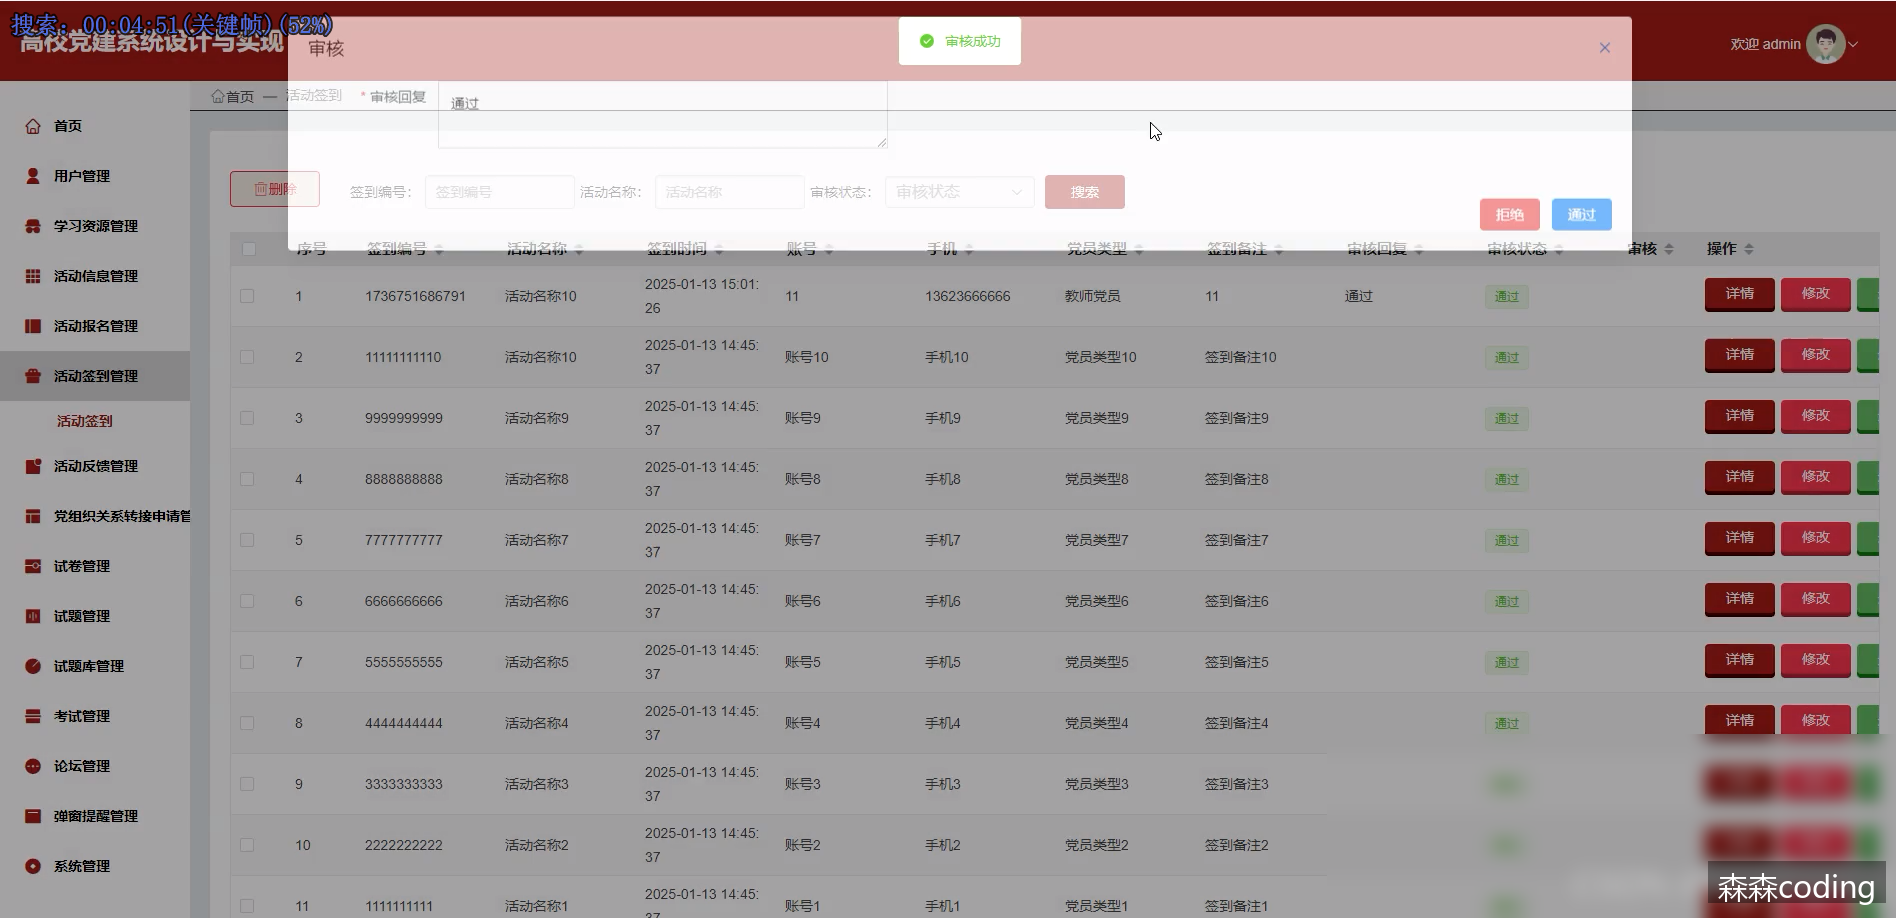 搜索：00:04:51(关键帧)(52%)
高校党建系统设计与实现
审核
审核成功
欢迎 admin
首页 — 活动签到
* 审核回复
通过
首页
用户管理
学习资源管理
活动信息管理
活动报名管理
活动签到管理
活动签到
活动反馈管理
党组织关系转接申请管
试卷管理
试题管理
试题库管理
考试管理
论坛管理
弹窗提醒管理
系统管理
删除 签到编号： 签到编号 活动名称： 活动名称 审核状态： 审核状态 搜索
拒绝 通过
序号 签到编号 活动名称 签到时间 账号 手机 党员类型 签到备注 审核回复 审核状态 审核 操作
1 1736751686791 活动名称10 2025-01-13 15:01:26 11 13623666666 教师党员 11 通过 通过 详情 修改
2 11111111110 活动名称10 2025-01-13 14:45:37 账号10 手机10 党员类型10 签到备注10 通过 详情 修改
3 9999999999 活动名称9 2025-01-13 14:45:37 账号9 手机9 党员类型9 签到备注9 通过 详情 修改
4 8888888888 活动名称8 2025-01-13 14:45:37 账号8 手机8 党员类型8 签到备注8 通过 详情 修改
5 7777777777 活动名称7 2025-01-13 14:45:37 账号7 手机7 党员类型7 签到备注7 通过 详情 修改
6 6666666666 活动名称6 2025-01-13 14:45:37 账号6 手机6 党员类型6 签到备注6 通过 详情 修改
7 5555555555 活动名称5 2025-01-13 14:45:37 账号5 手机5 党员类型5 签到备注5 通过 详情 修改
8 4444444444 活动名称4 2025-01-13 14:45:37 账号4 手机4 党员类型4 签到备注4 通过 详情 修改
9 3333333333 活动名称3 2025-01-13 14:45:37 账号3 手机3 党员类型3 签到备注3
10 2222222222 活动名称2 2025-01-13 14:45:37 账号2 手机2 党员类型2 签到备注2
11 1111111111 活动名称1 2025-01-13 14:45:37 账号1 手机1 党员类型1 签到备注1
森森coding